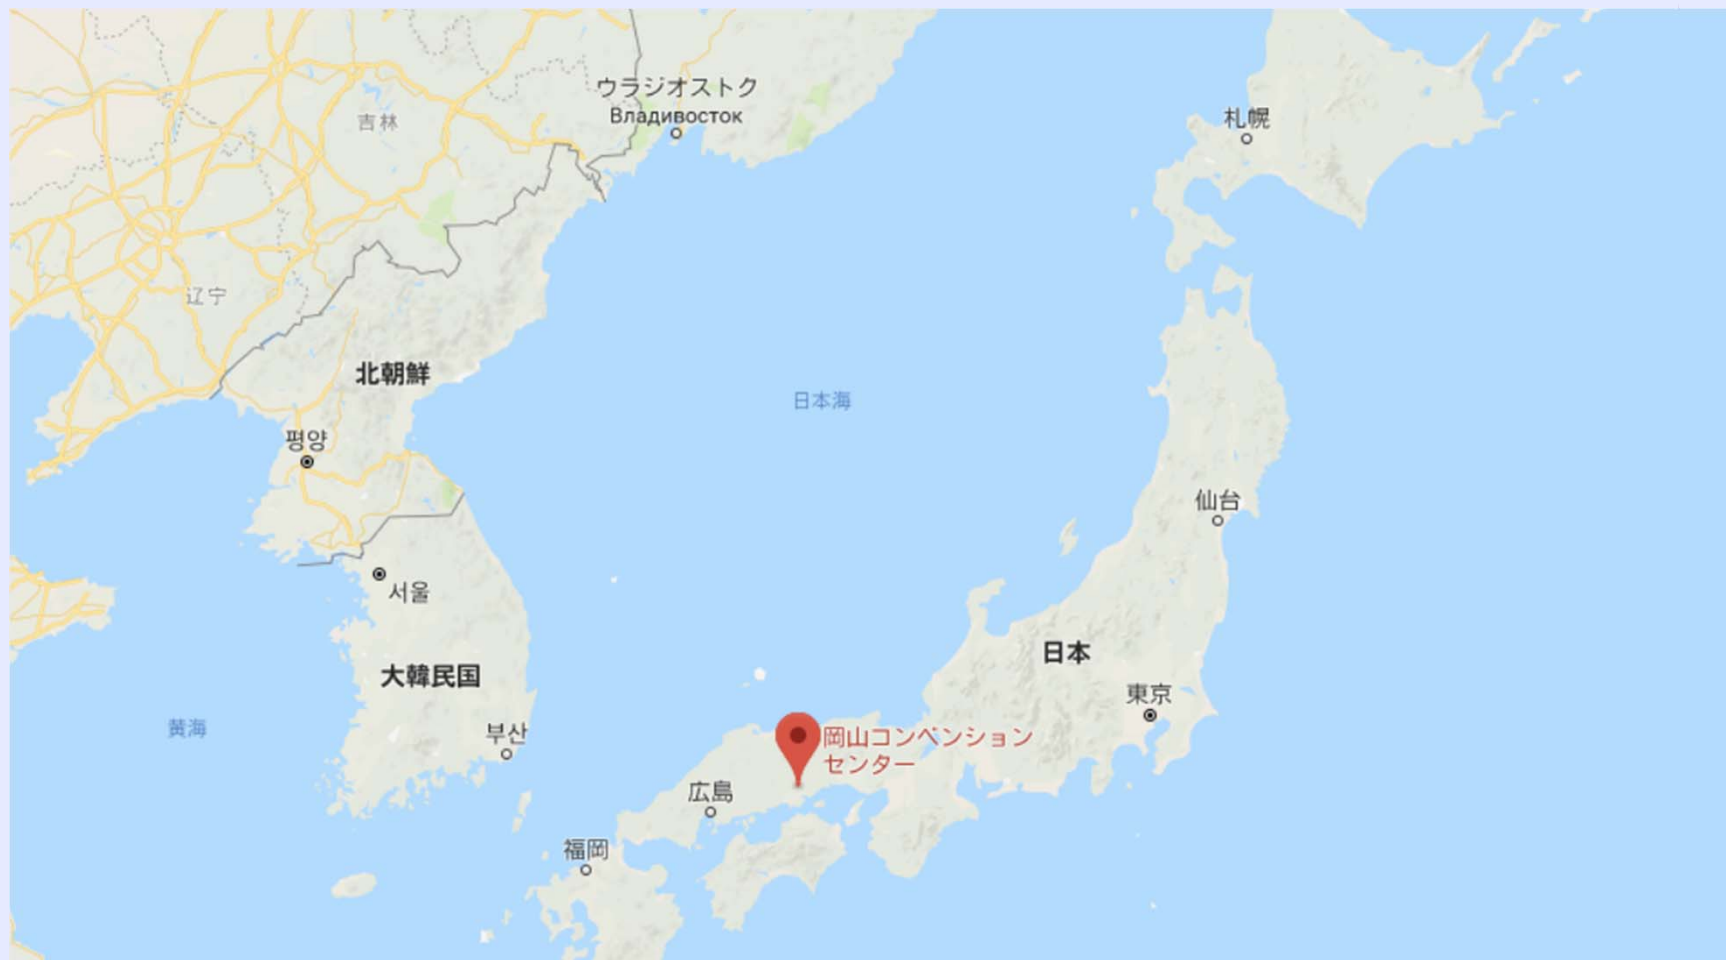 ウラジオストク
Владивосток
吉林
札幌
辽宁
北朝鮮
日本海
평양
仙台
서울
日本
大韓民国
東京
黄海
부산
岡山コンベンション
センター
広島
福岡